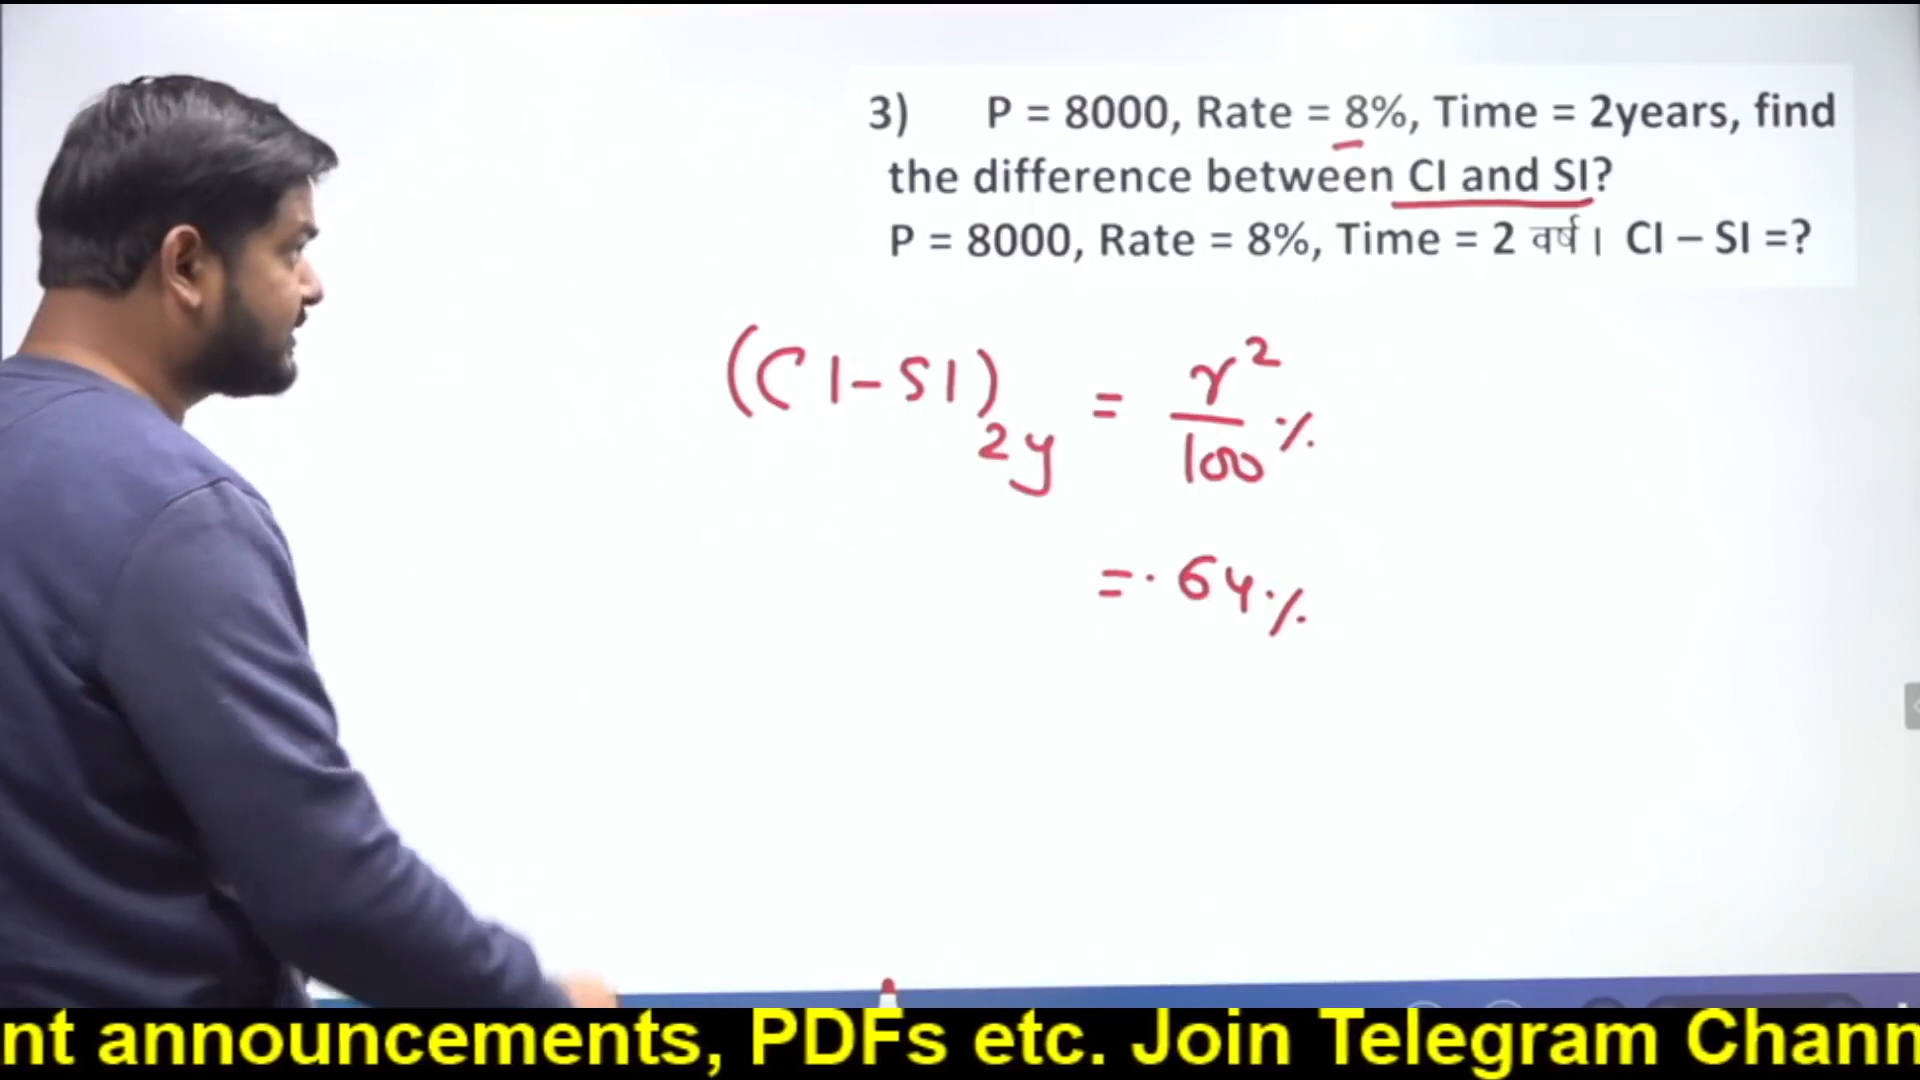 3) P = 8000, Rate = 8%, Time = 2years, find
the difference between CI and SI?
P = 8000, Rate = 8%, Time = 2 वर्ष। CI – SI =?
(CI-SI)2y = r²/100 %
= .64%
nt announcements, PDFs etc. Join Telegram Chann